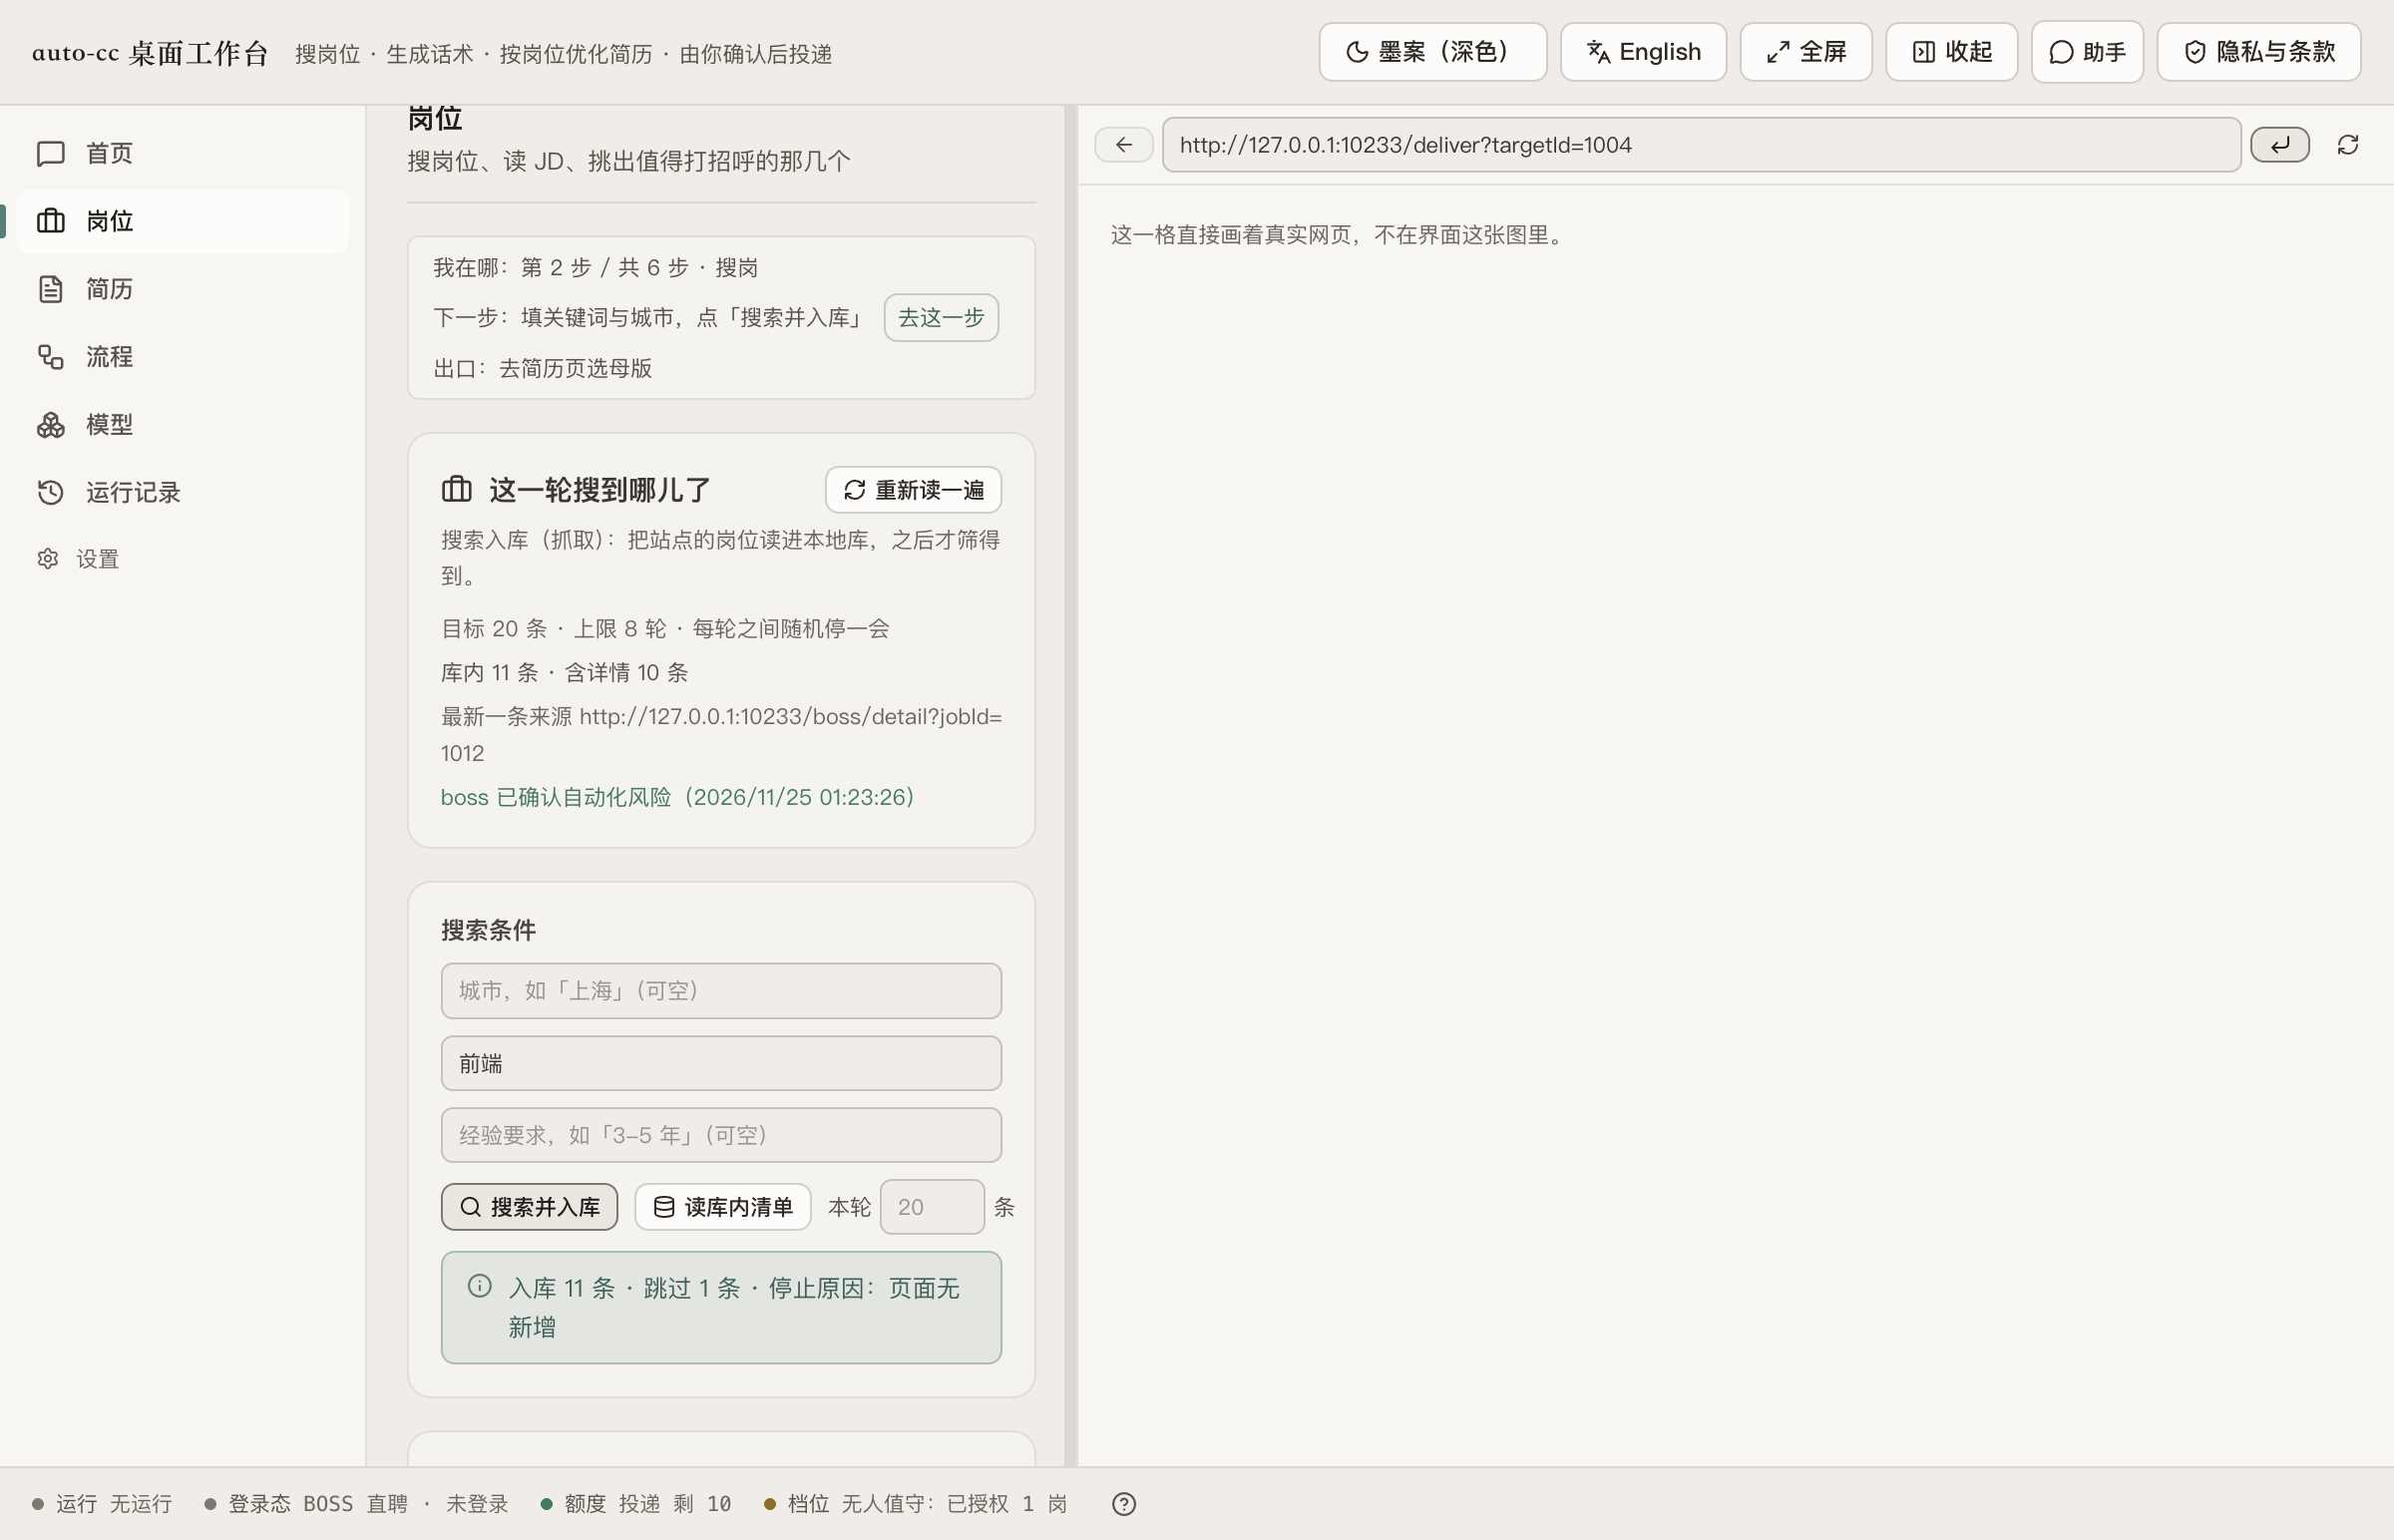 auto-cc 桌面工作台
搜岗位 · 生成话术 · 按岗位优化简历 · 由你确认后投递
墨案（深色）
English
全屏
收起
助手
隐私与条款
首页
岗位
简历
流程
模型
运行记录
设置
岗位
搜岗位、读 JD、挑出值得打招呼的那几个
我在哪：第 2 步 / 共 6 步 · 搜岗
下一步：填关键词与城市，点「搜索并入库」
去这一步
出口：去简历页选母版
这一轮搜到哪儿了
重新读一遍
搜索入库（抓取）：把站点的岗位读进本地库，之后才筛得
到。
目标 20 条 · 上限 8 轮 · 每轮之间随机停一会
库内 11 条 · 含详情 10 条
最新一条来源 http://127.0.0.1:10233/boss/detail?jobId=
1012
boss 已确认自动化风险（2026/11/25 01:23:26）
搜索条件
城市，如「上海」（可空）
前端
经验要求，如「3–5 年」（可空）
搜索并入库
读库内清单
本轮
20
条
入库 11 条 · 跳过 1 条 · 停止原因：页面无
新增
http://127.0.0.1:10233/deliver?targetId=1004
这一格直接画着真实网页，不在界面这张图里。
运行 无运行
登录态 BOSS 直聘 · 未登录
额度 投递 剩 10
档位 无人值守：已授权 1 岗